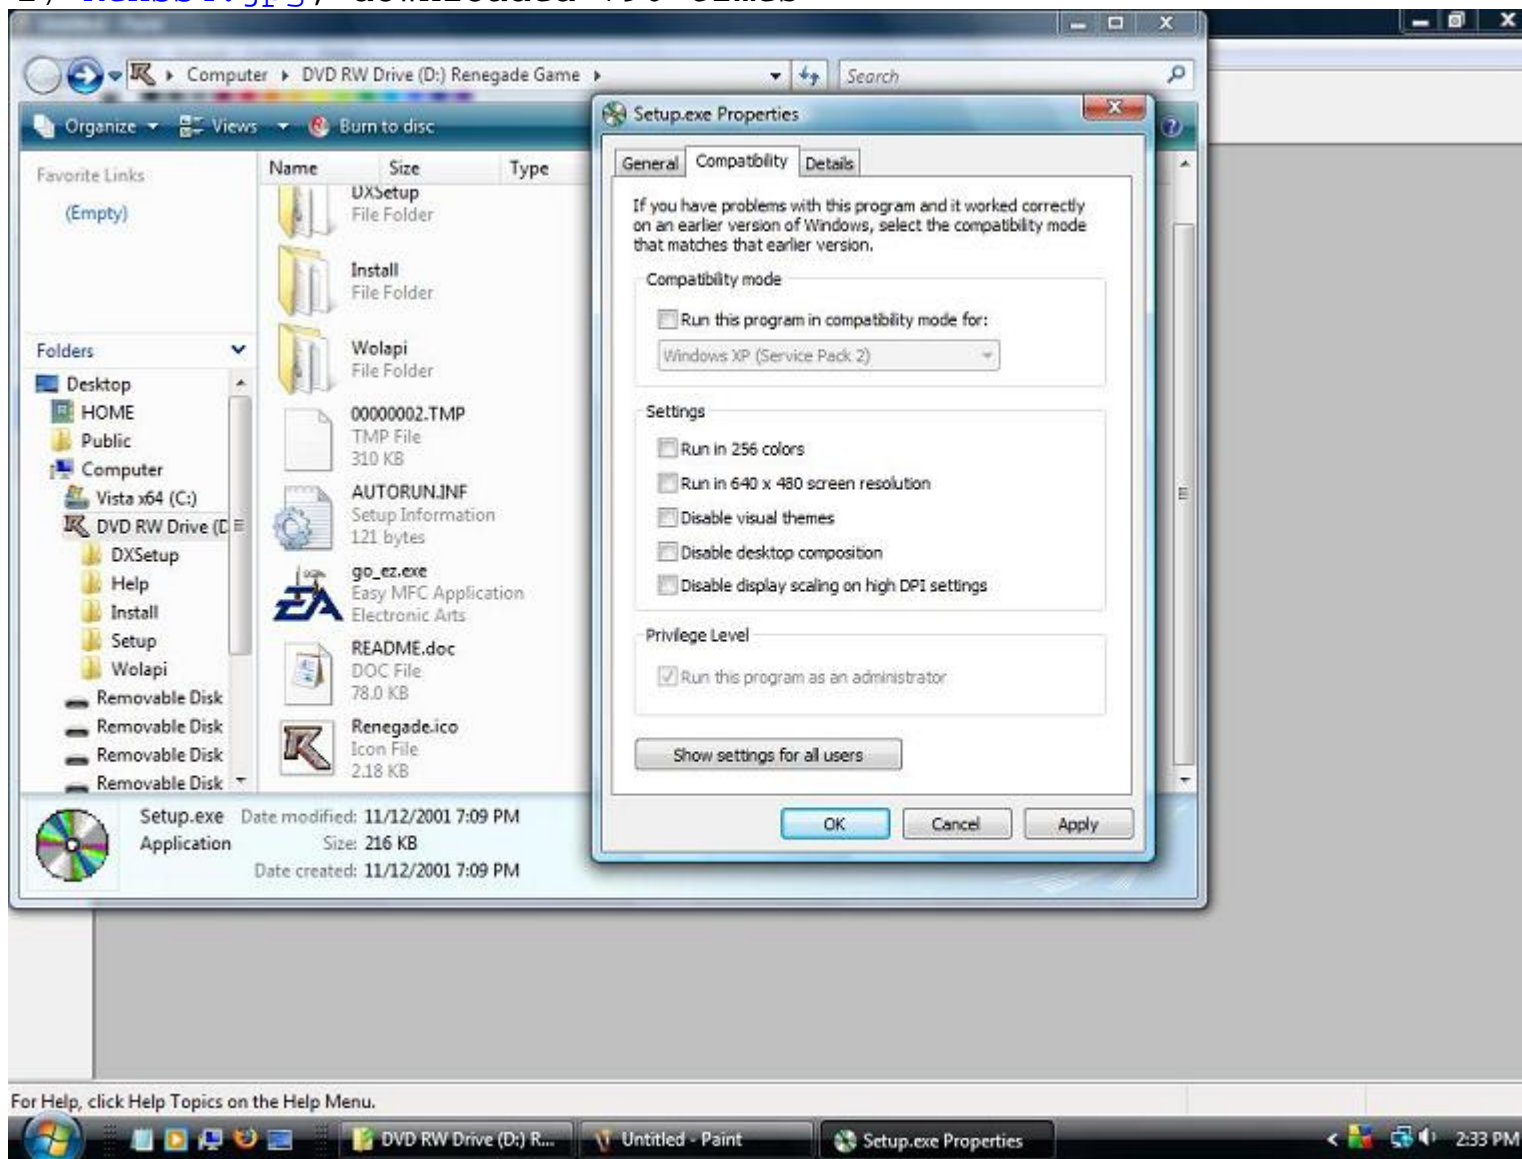 Computer ▸ DVD RW Drive (D:) Renegade Game ▸
Search
Organize Views Burn to disc
Favorite Links
(Empty)
Folders
Desktop
HOME
Public
Computer
Vista x64 (C:)
DVD RW Drive (D
DXSetup
Help
Install
Setup
Wolapi
Removable Disk
Removable Disk
Removable Disk
Removable Disk
Name Size Type
DXSetup
File Folder
Install
File Folder
Wolapi
File Folder
00000002.TMP
TMP File
310 KB
AUTORUN.INF
Setup Information
121 bytes
EA
go_ez.exe
Easy MFC Application
Electronic Arts
README.doc
DOC File
78.0 KB
Renegade.ico
Icon File
2.18 KB
Setup.exe Date modified: 11/12/2001 7:09 PM
Application Size: 216 KB
Date created: 11/12/2001 7:09 PM
Setup.exe Properties
General Compatibility Details
If you have problems with this program and it worked correctly
on an earlier version of Windows, select the compatibility mode
that matches that earlier version.
Compatibility mode
Run this program in compatibility mode for:
Windows XP (Service Pack 2)
Settings
Run in 256 colors
Run in 640 x 480 screen resolution
Disable visual themes
Disable desktop composition
Disable display scaling on high DPI settings
Privilege Level
Run this program as an administrator
Show settings for all users
OK Cancel Apply
For Help, click Help Topics on the Help Menu.
DVD RW Drive (D:) R... Untitled - Paint Setup.exe Properties 2:33 PM